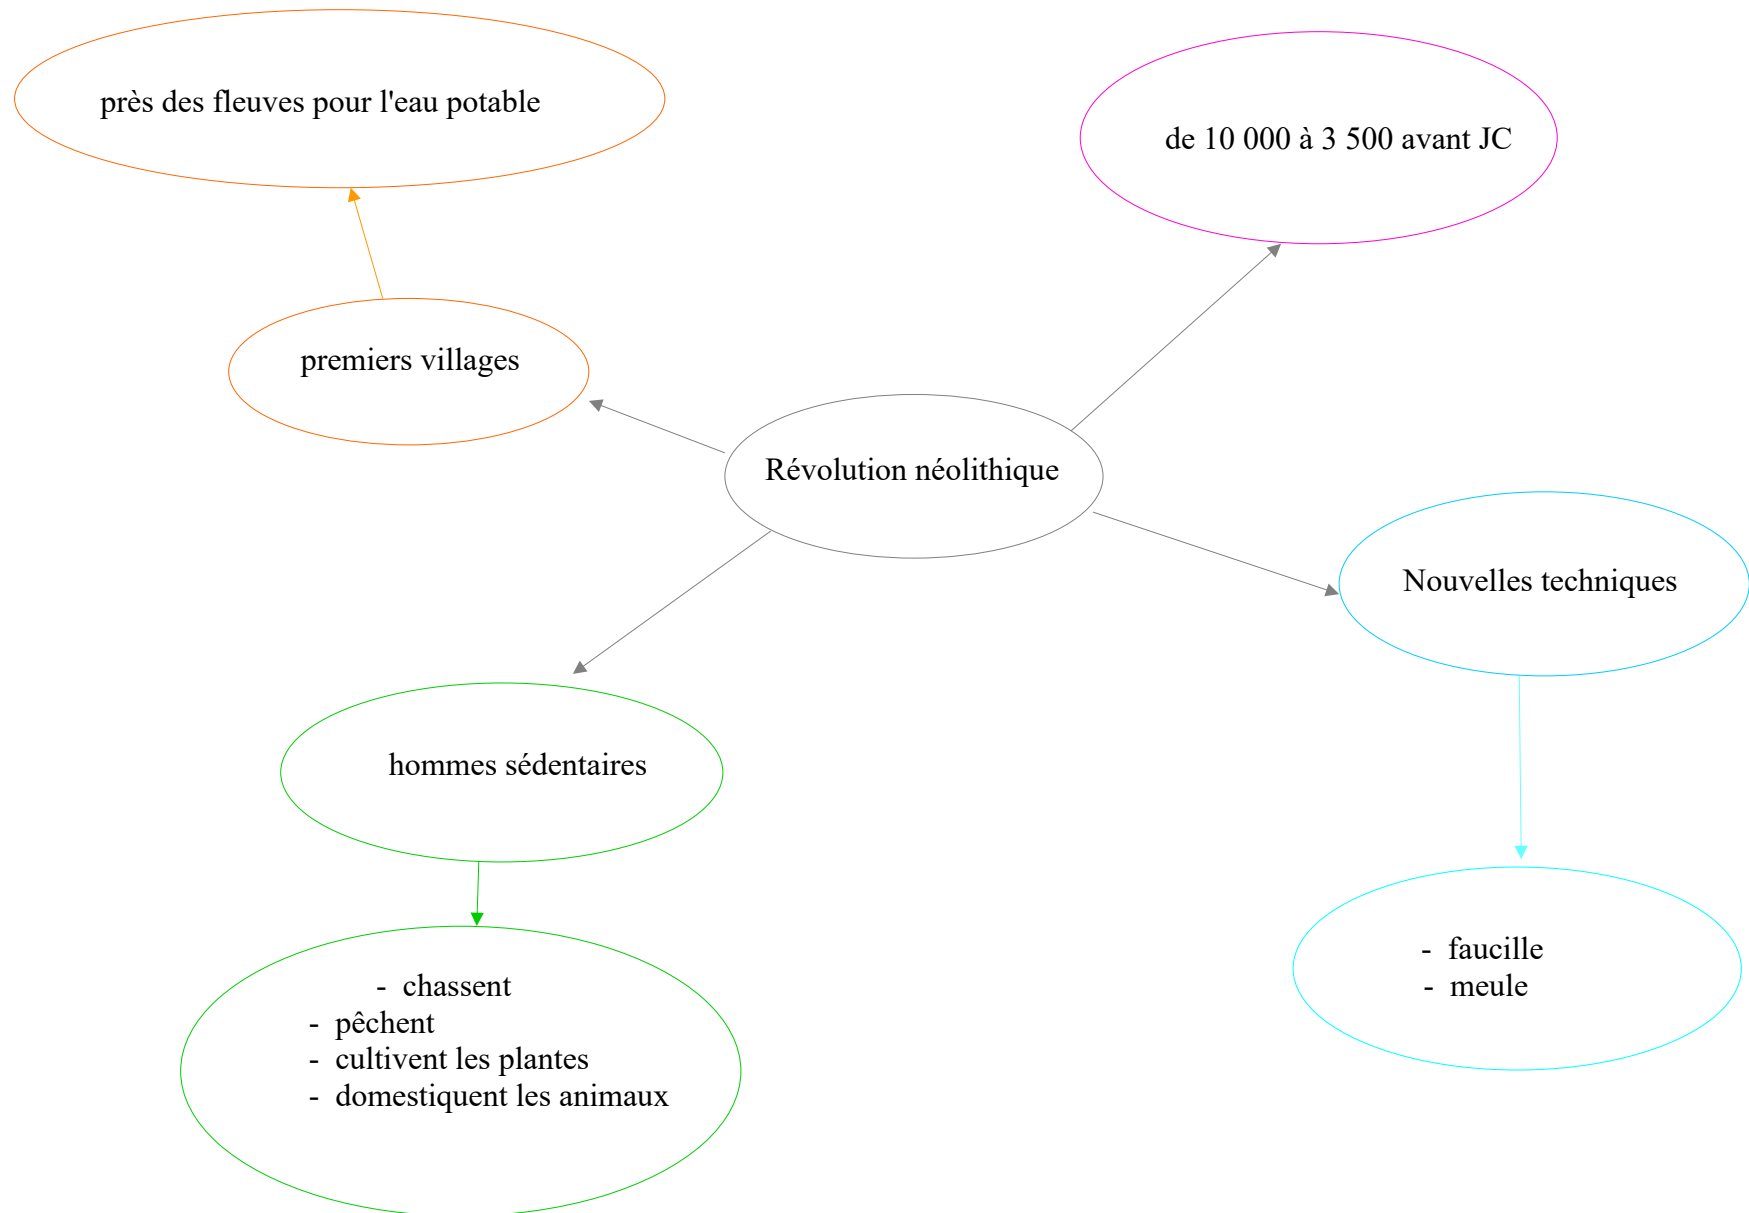 près des fleuves pour l'eau potable
de 10 000 à 3 500 avant JC
premiers villages
Révolution néolithique
Nouvelles techniques
hommes sédentaires
- faucille
- meule
- chassent
- pêchent
- cultivent les plantes
- domestiquent les animaux